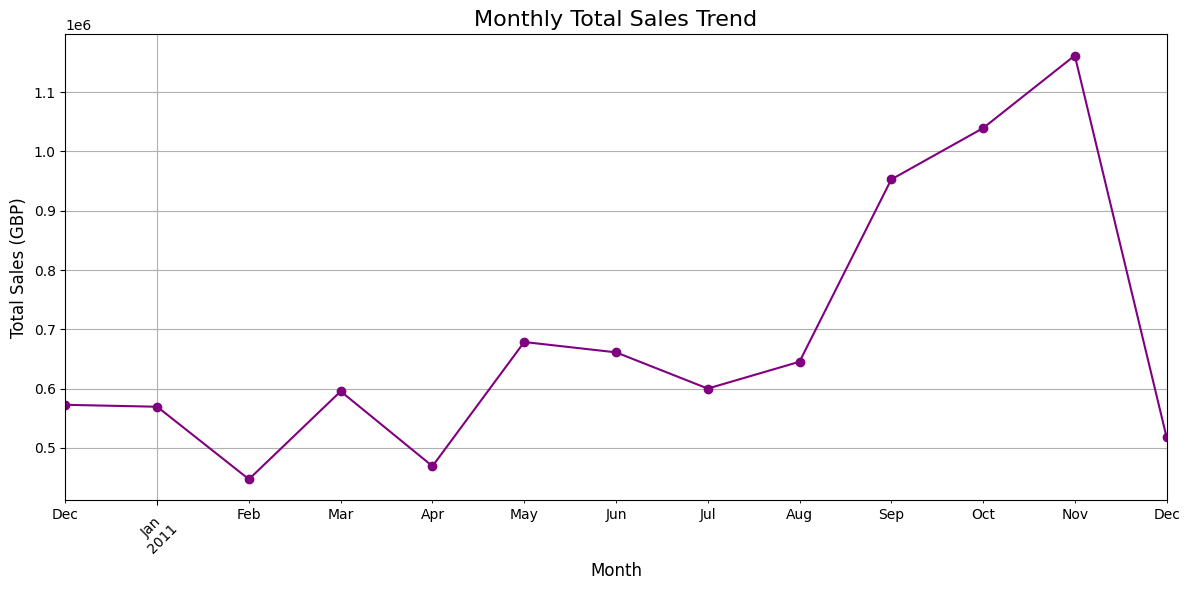 Monthly Total Sales Trend
1e6
Total Sales (GBP)
1.1
1.0
0.9
0.8
0.7
0.6
0.5
Dec
Jan
2011
Feb
Mar
Apr
May
Jun
Jul
Aug
Sep
Oct
Nov
Dec
Month